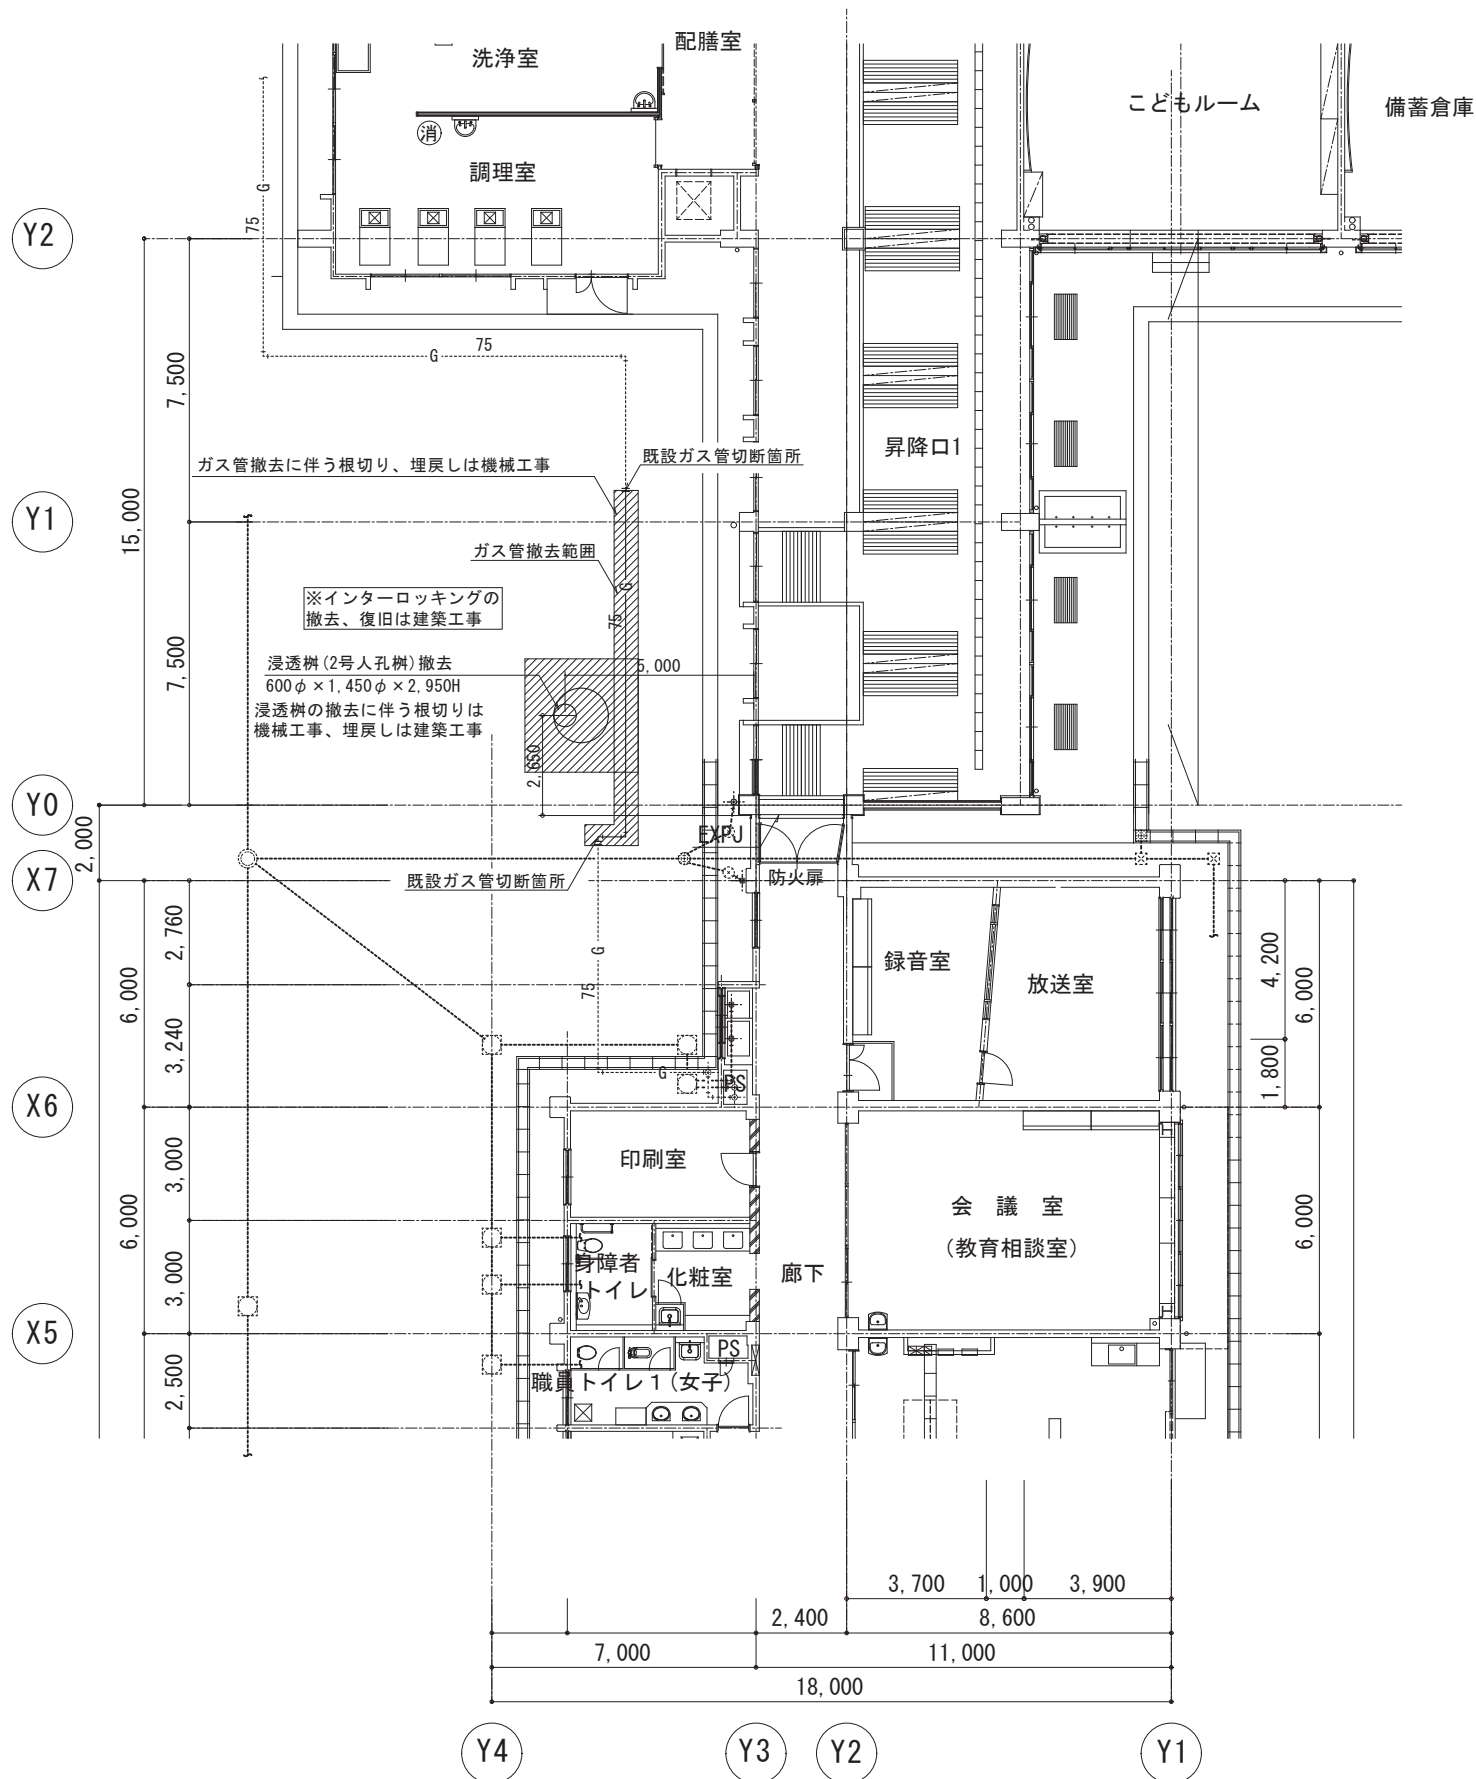 配膳室
洗浄室
こどもルーム
備蓄倉庫
消
調理室
G
75
Y2
75
G
7,500
昇降口1
既設ガス管切断箇所
ガス管撤去に伴う根切り、埋戻しは機械工事
15,000
Y1
ガス管撤去範囲
※インターロッキングの
撤去、復旧は建築工事
G
75
7,500
浸透桝(2号人孔桝)撤去
600φ×1,450φ×2,950H
浸透桝の撤去に伴う根切りは
機械工事、埋戻しは建築工事
5,000
2,650
Y0
2,000
EXPJ
X7
既設ガス管切断箇所
防火扉
2,760
6,000
3,240
G
75
録音室
放送室
4,200
6,000
1,800
G
PS
X6
3,000
印刷室
6,000
会 議 室
(教育相談室)
6,000
3,000
身障者
トイレ
化粧室
廊下
X5
2,500
PS
職員トイレ1(女子)
3,700
1,000
3,900
2,400
8,600
7,000
11,000
18,000
Y4
Y3
Y2
Y1